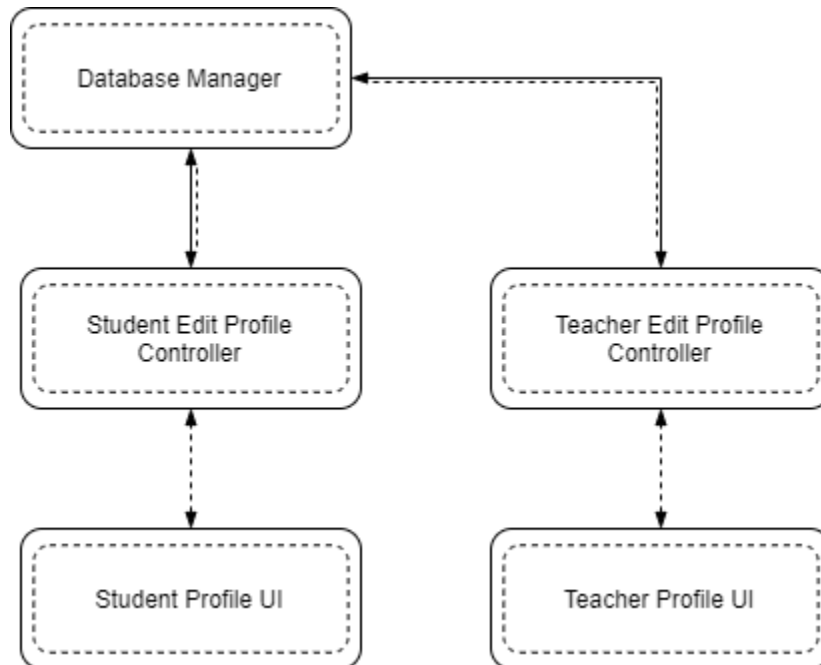 Database Manager
Student Edit Profile
Controller
Teacher Edit Profile
Controller
Student Profile UI
Teacher Profile UI